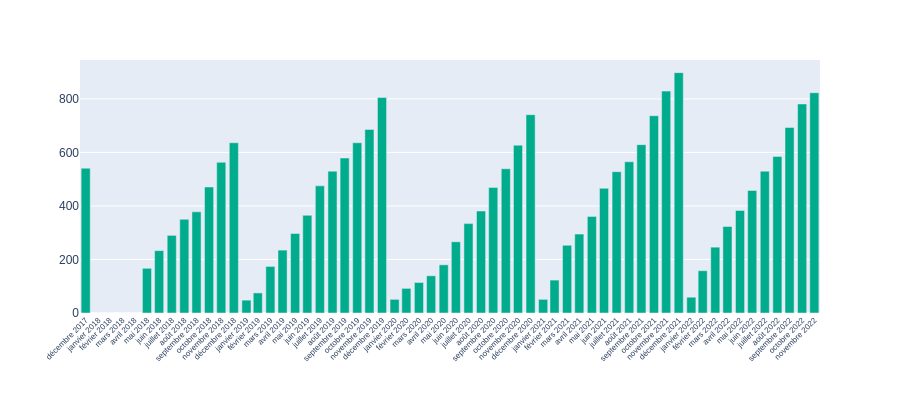 800
600
400
200
0
décembre 2017
janvier 2018
février 2018
mars 2018
avril 2018
mai 2018
juin 2018
juillet 2018
août 2018
septembre 2018
octobre 2018
novembre 2018
décembre 2018
janvier 2019
février 2019
mars 2019
avril 2019
mai 2019
juin 2019
juillet 2019
août 2019
septembre 2019
octobre 2019
novembre 2019
décembre 2019
janvier 2020
février 2020
mars 2020
avril 2020
mai 2020
juin 2020
juillet 2020
août 2020
septembre 2020
octobre 2020
novembre 2020
décembre 2020
janvier 2021
février 2021
mars 2021
avril 2021
mai 2021
juin 2021
juillet 2021
août 2021
septembre 2021
octobre 2021
novembre 2021
décembre 2021
janvier 2022
février 2022
mars 2022
avril 2022
mai 2022
juin 2022
juillet 2022
août 2022
septembre 2022
octobre 2022
novembre 2022